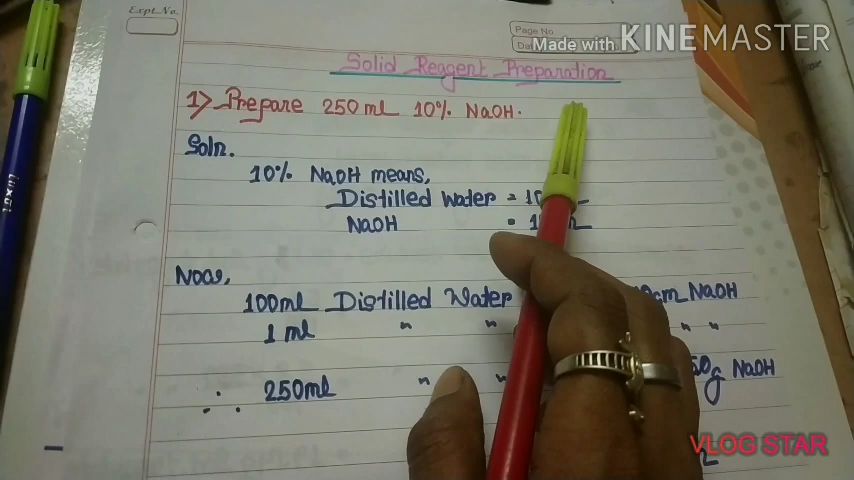 Expt. No.
Page No
Made with KINEMASTER
Solid Reagent Preparation
1> Prepare 250 ml 10% NaOH.
Soln.
10% NaOH means,
Distilled Water =
NaOH =
100ml Distilled Water NaOH
1 ml " " " "
∴ 250ml " " NaOH
VLOG STAR